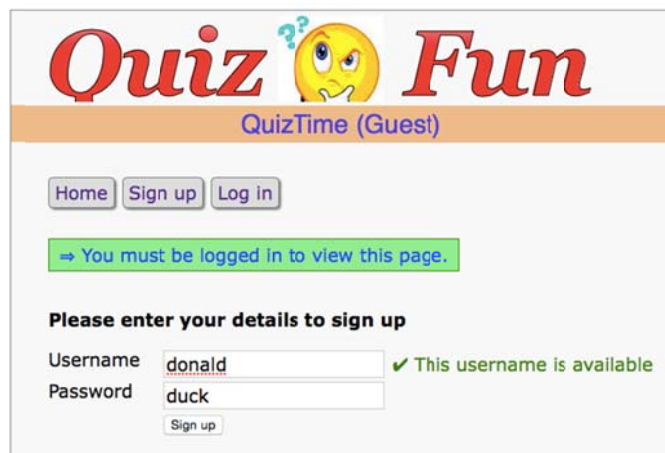 Quiz ?? Fun
QuizTime (Guest)
Home Sign up Log in
⇒ You must be logged in to view this page.
Please enter your details to sign up
Username donald ✔ This username is available
Password duck
Sign up